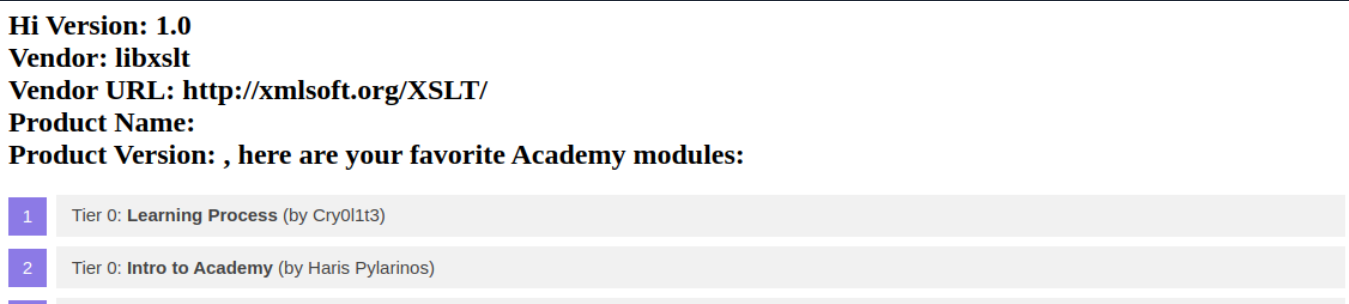 Hi Version: 1.0
Vendor: libxslt
Vendor URL: http://xmlsoft.org/XSLT/
Product Name:
Product Version: , here are your favorite Academy modules:
1 Tier 0: Learning Process (by Cry0l1t3)
2 Tier 0: Intro to Academy (by Haris Pylarinos)